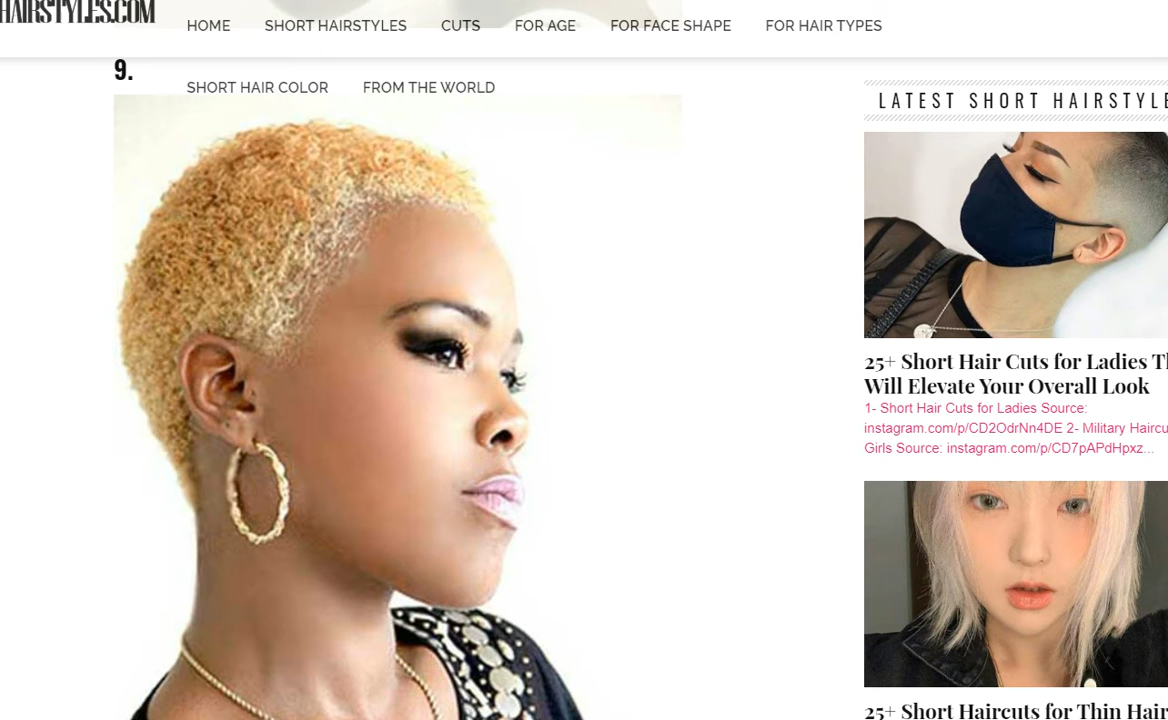 HAIRSTYLES.COM
HOME SHORT HAIRSTYLES CUTS FOR AGE FOR FACE SHAPE FOR HAIR TYPES
9.
SHORT HAIR COLOR FROM THE WORLD
LATEST SHORT HAIRSTYLE
25+ Short Hair Cuts for Ladies Th
Will Elevate Your Overall Look
1- Short Hair Cuts for Ladies Source:
instagram.com/p/CD2OdrNn4DE 2- Military Haircu
Girls Source: instagram.com/p/CD7pAPdHpxz...
25+ Short Haircuts for Thin Hair